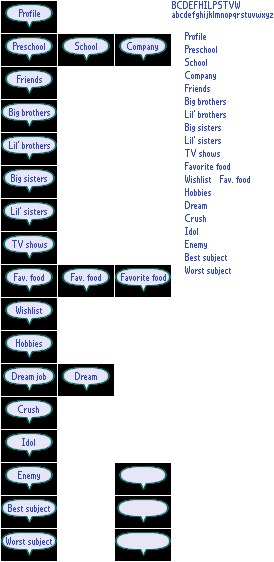 BCDEFHILPSTVW
abcdefghijklmnopqrstuvwxyz
Profile
Preschool School Company
Friends
Big brothers
Lil' brothers
Big sisters
Lil' sisters
TV shows
Fav. food Fav. food Favorite food
Wishlist
Hobbies
Dream job Dream
Crush
Idol
Enemy
Best subject
Worst subject
Profile
Preschool
School
Company
Friends
Big brothers
Lil' brothers
Big sisters
Lil' sisters
TV shows
Favorite food
Wishlist Fav. food
Hobbies
Dream
Crush
Idol
Enemy
Best subject
Worst subject